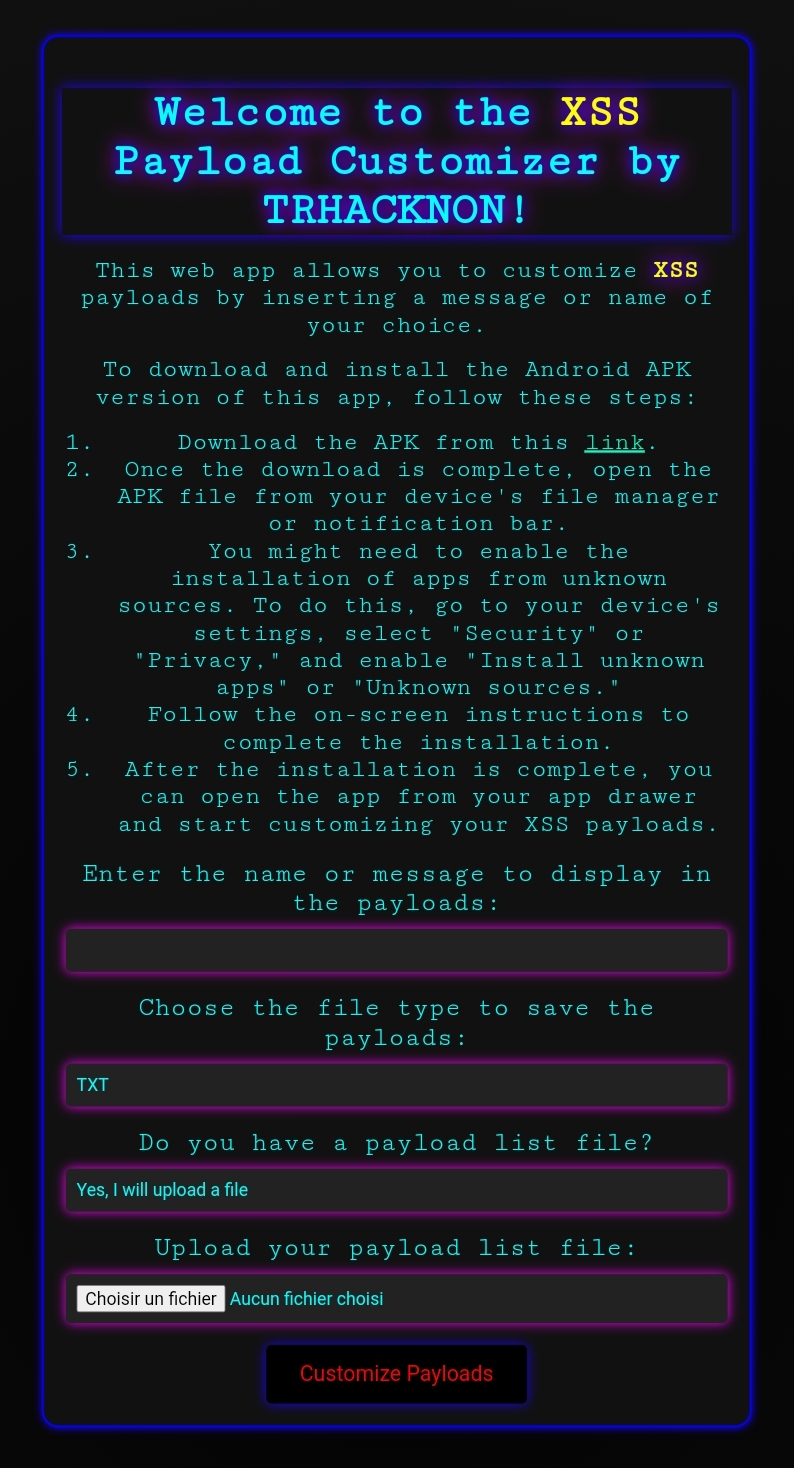 Welcome to the XSS
Payload Customizer by
TRHACKNON!
This web app allows you to customize XSS
payloads by inserting a message or name of
your choice.
To download and install the Android APK
version of this app, follow these steps:
1. Download the APK from this link.
2. Once the download is complete, open the
APK file from your device's file manager
or notification bar.
3. You might need to enable the
installation of apps from unknown
sources. To do this, go to your device's
settings, select "Security" or
"Privacy," and enable "Install unknown
apps" or "Unknown sources."
4. Follow the on-screen instructions to
complete the installation.
5. After the installation is complete, you
can open the app from your app drawer
and start customizing your XSS payloads.
Enter the name or message to display in
the payloads:
Choose the file type to save the
payloads:
TXT
Do you have a payload list file?
Yes, I will upload a file
Upload your payload list file:
Choisir un fichier Aucun fichier choisi
Customize Payloads